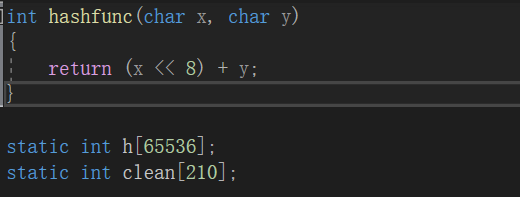 int hashfunc(char x, char y)
{
    return (x << 8) + y;
}
static int h[65536];
static int clean[210];